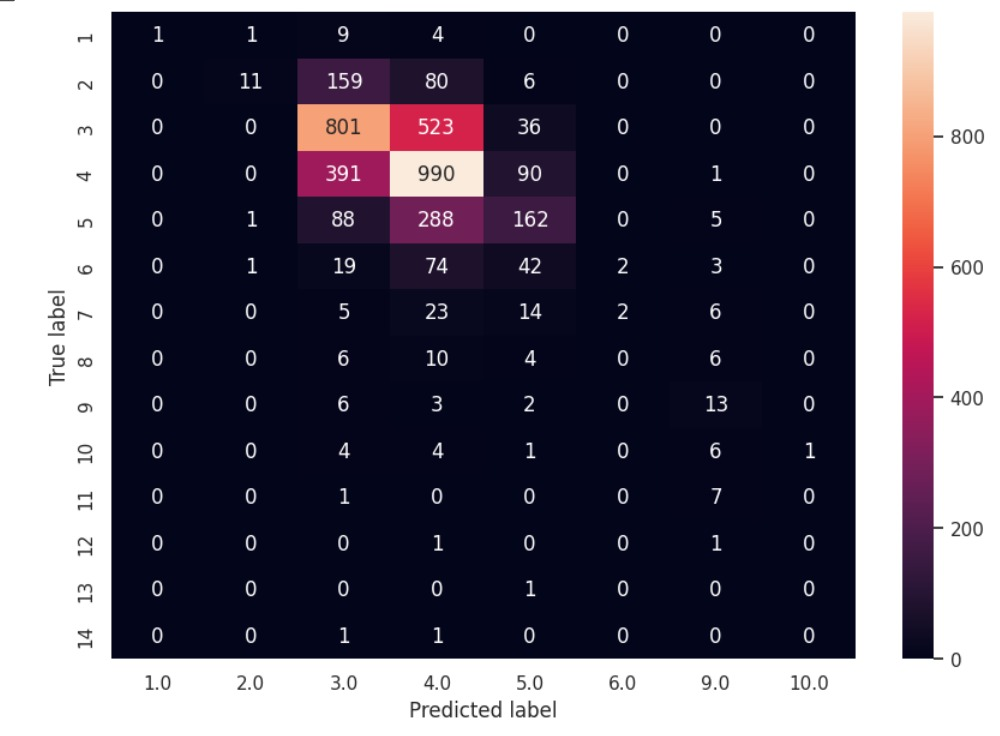 1 1 1 9 4 0 0 0 0
2 0 11 159 80 6 0 0 0
3 0 0 801 523 36 0 0 0 800
4 0 0 391 990 90 0 1 0
5 0 1 88 288 162 0 5 0
6 0 1 19 74 42 2 3 0 600
7 0 0 5 23 14 2 6 0
True label
8 0 0 6 10 4 0 6 0
9 0 0 6 3 2 0 13 0 400
10 0 0 4 4 1 0 6 1
11 0 0 1 0 0 0 7 0
12 0 0 0 1 0 0 1 0 200
13 0 0 0 0 1 0 0 0
14 0 0 1 1 0 0 0 0
0
1.0 2.0 3.0 4.0 5.0 6.0 9.0 10.0
Predicted label